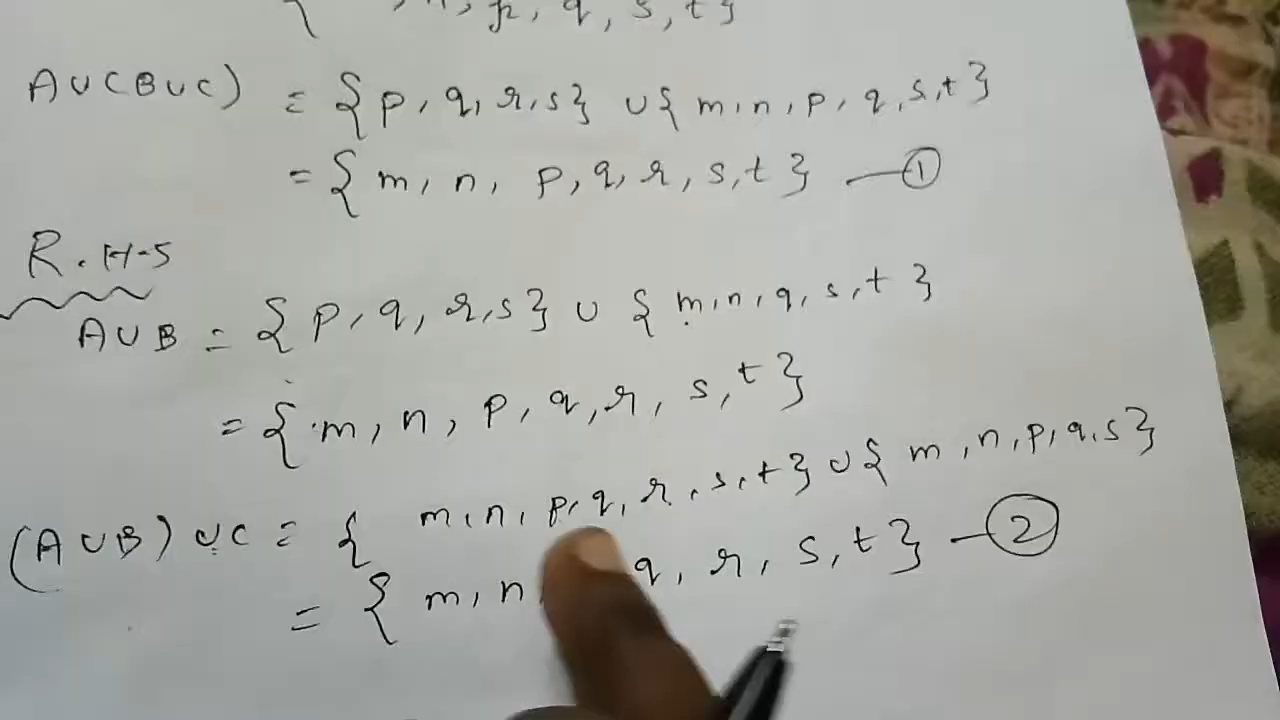 { , n, p, q, s, t}
A∪(B∪C) = {p, q, r, s} ∪ {m, n, p, q, s, t}
= {m, n, p, q, r, s, t} — ①
R.H.S
A∪B = {p, q, r, s} ∪ {m, n, q, s, t}
= {m, n, p, q, r, s, t}
(A∪B)∪C = {m, n, p, q, r, s, t} ∪ {m, n, p, q, s}
= {m, n, q, r, s, t} — ②